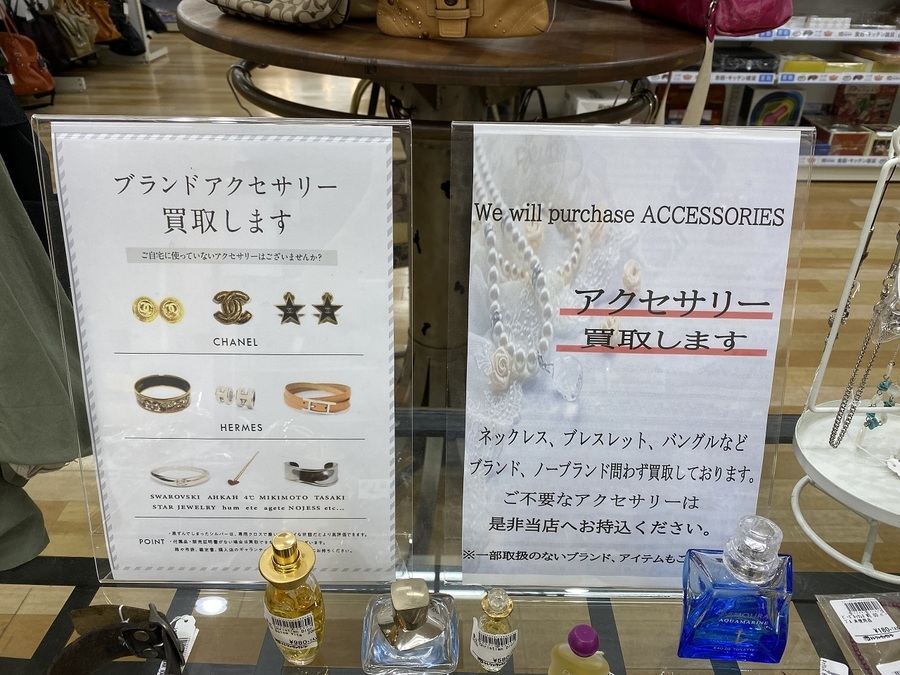 ブランドアクセサリー
買取します
ご自宅に使っていないアクセサリーはございませんか?
CHANEL
HERMES
SWAROVSKI AHKAH 4℃ MIKIMOTO TASAKI
STAR JEWELRY hum ete agete NOJESS etc...
POINT
We will purchase ACCESSORIES
アクセサリー
買取します
ネックレス、ブレスレット、バングルなど
ブランド、ノーブランド問わず買取しております。
ご不要なアクセサリーは
是非当店へお持込ください。
※一部取扱のないブランド、アイテムもご
AQUAMARINE
EAU DE TOILETTE